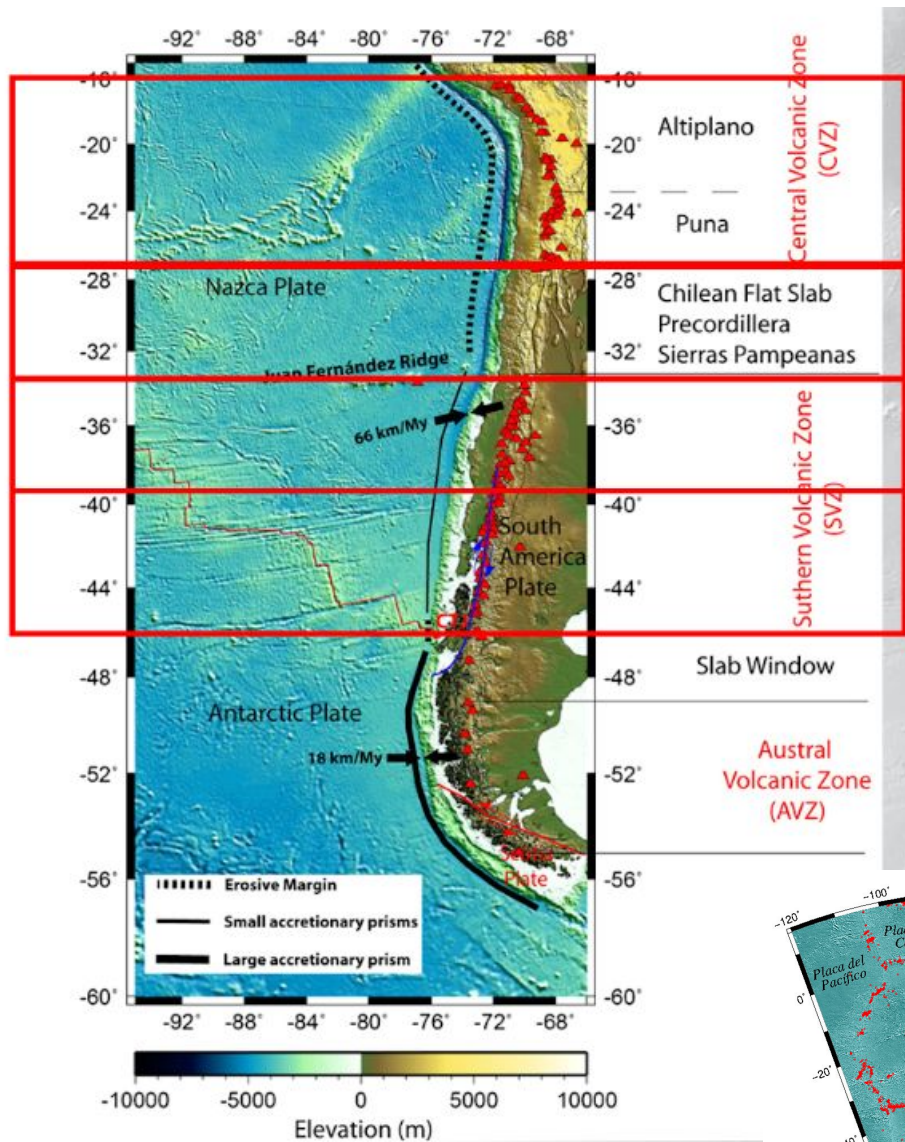 -92° -88° -84° -80° -76° -72° -68°
-16°
-20°
-24°
-28°
-32°
-36°
-40°
-44°
-48°
-52°
-56°
-60°
-16°
-20°
-24°
-28°
-32°
-36°
-40°
-44°
-48°
-52°
-56°
-60°
Altiplano
Puna
Central Volcanic Zone
(CVZ)
Nazca Plate
Chilean Flat Slab
Precordillera
Sierras Pampeanas
Juan Fernández Ridge
66 km/My
Suthern Volcanic Zone
(SVZ)
South
America
Plate
Slab Window
Antarctic Plate
18 km/My
Austral
Volcanic Zone
(AVZ)
Plate
Erosive Margin
Small accretionary prisms
Large accretionary prism
-92° -88° -84° -80° -76° -72° -68°
-10000 -5000 0 5000 10000
Elevation (m)
-120°
-100°
Placa del
Pacífico
0°
-20°